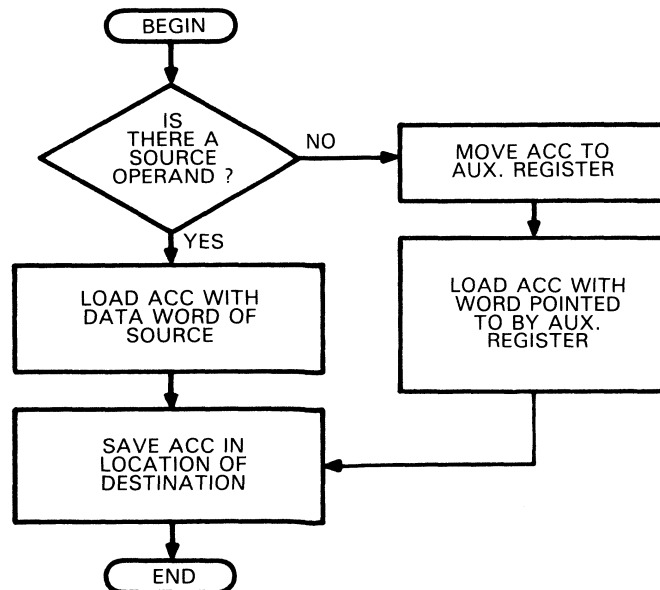 BEGIN
IS
THERE A
SOURCE
OPERAND ?
NO
YES
MOVE ACC TO
AUX. REGISTER
LOAD ACC WITH
DATA WORD OF
SOURCE
LOAD ACC WITH
WORD POINTED
TO BY AUX.
REGISTER
SAVE ACC IN
LOCATION OF
DESTINATION
END